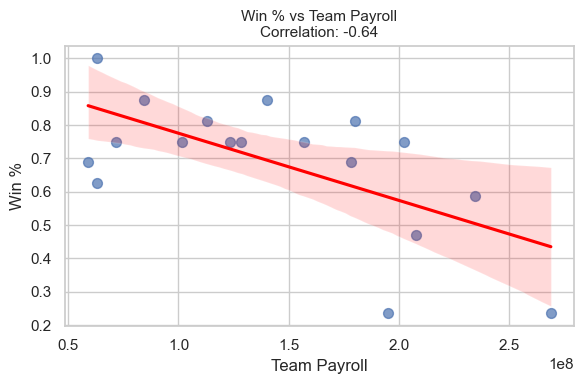 Win % vs Team Payroll
Correlation: -0.64
1.0
0.9
0.8
0.7
0.6
0.5
0.4
0.3
0.2
Win %
0.5 1.0 1.5 2.0 2.5
1e8
Team Payroll